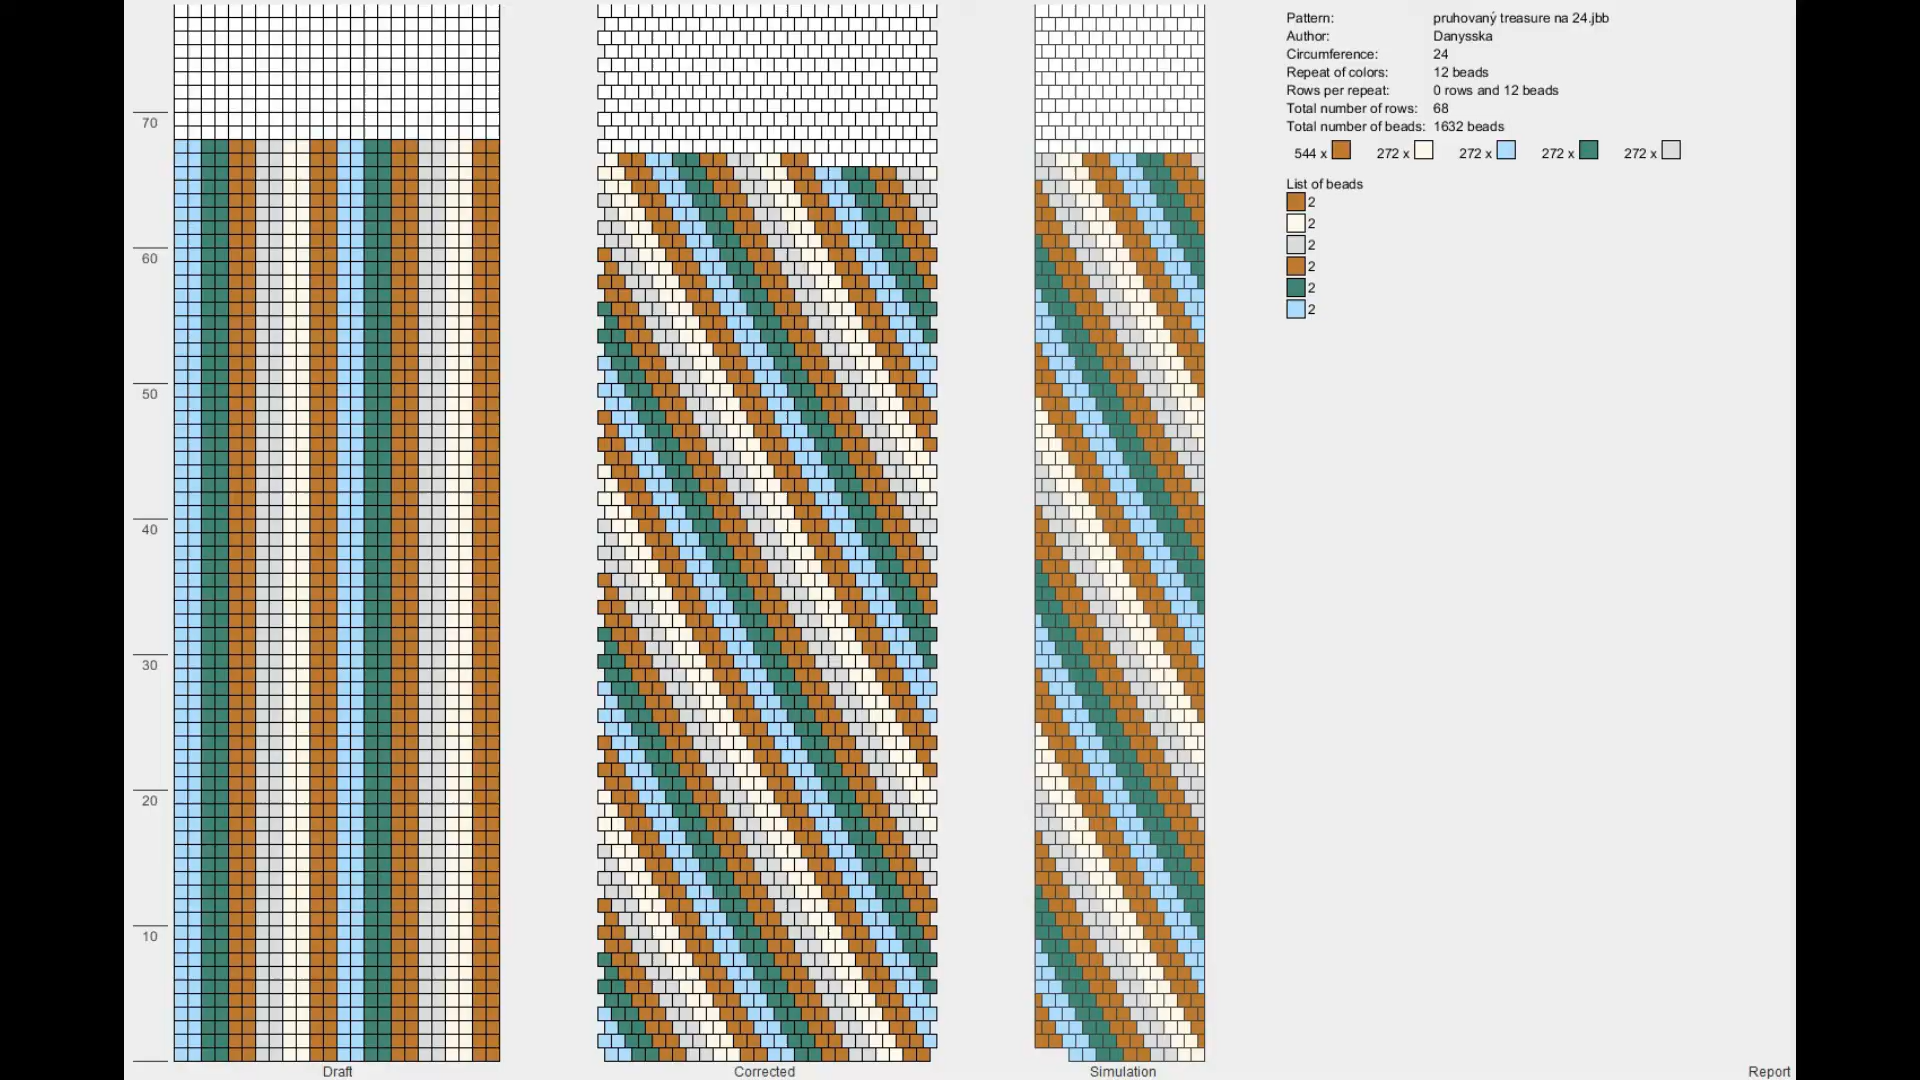 70
60
50
40
30
20
10
Draft
Corrected
Simulation
Pattern: pruhovaný treasure na 24.jbb
Author: Danysska
Circumference: 24
Repeat of colors: 12 beads
Rows per repeat: 0 rows and 12 beads
Total number of rows: 68
Total number of beads: 1632 beads
544 x 272 x 272 x 272 x 272 x
List of beads
2
2
2
2
2
2
Report